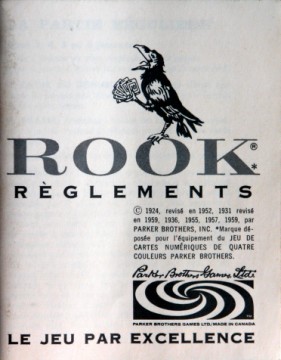 ROOK®*
RÈGLEMENTS
© 1924, revisé en 1952, 1931 revisé
en 1959, 1936, 1955, 1957, 1959, par
PARKER BROTHERS, INC. *Marque dé-
posée pour l'équipement du JEU DE
CARTES NUMÉRIQUES DE QUATRE
COULEURS PARKER BROTHERS.
Parker Brothers Games Ltd.
PARKER BROTHERS GAMES LTD/MADE IN CANADA
LE JEU PAR EXCELLENCE